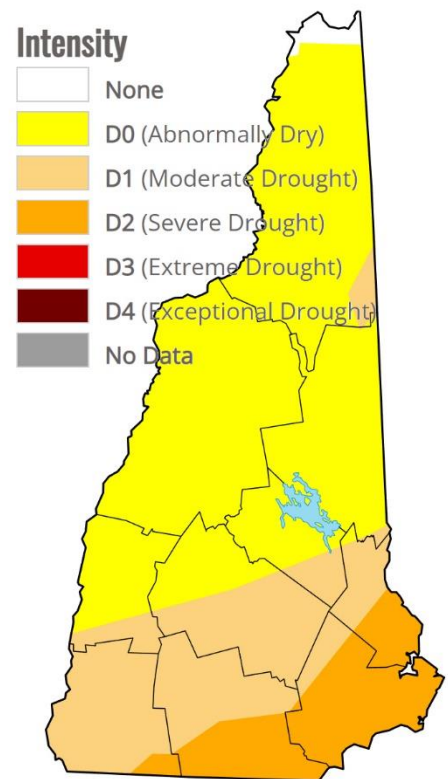 Intensity
None
D0 (Abnormally Dry)
D1 (Moderate Drought)
D2 (Severe Drought)
D3 (Extreme Drought)
D4 (Exceptional Drought)
No Data